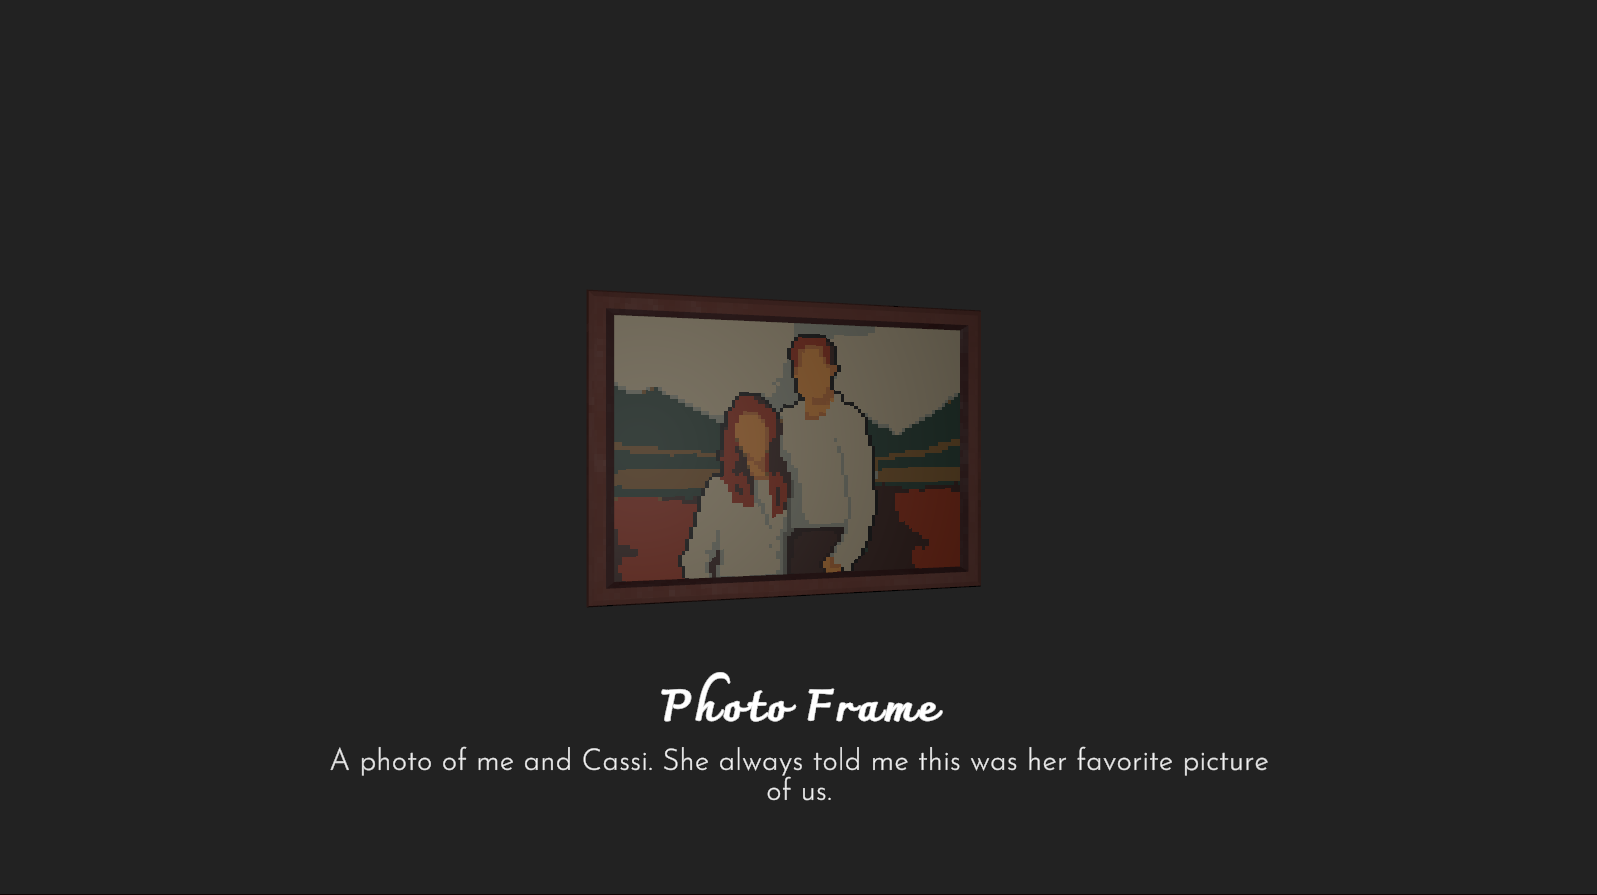 Photo Frame
A photo of me and Cassi. She always told me this was her favorite picture
of us.